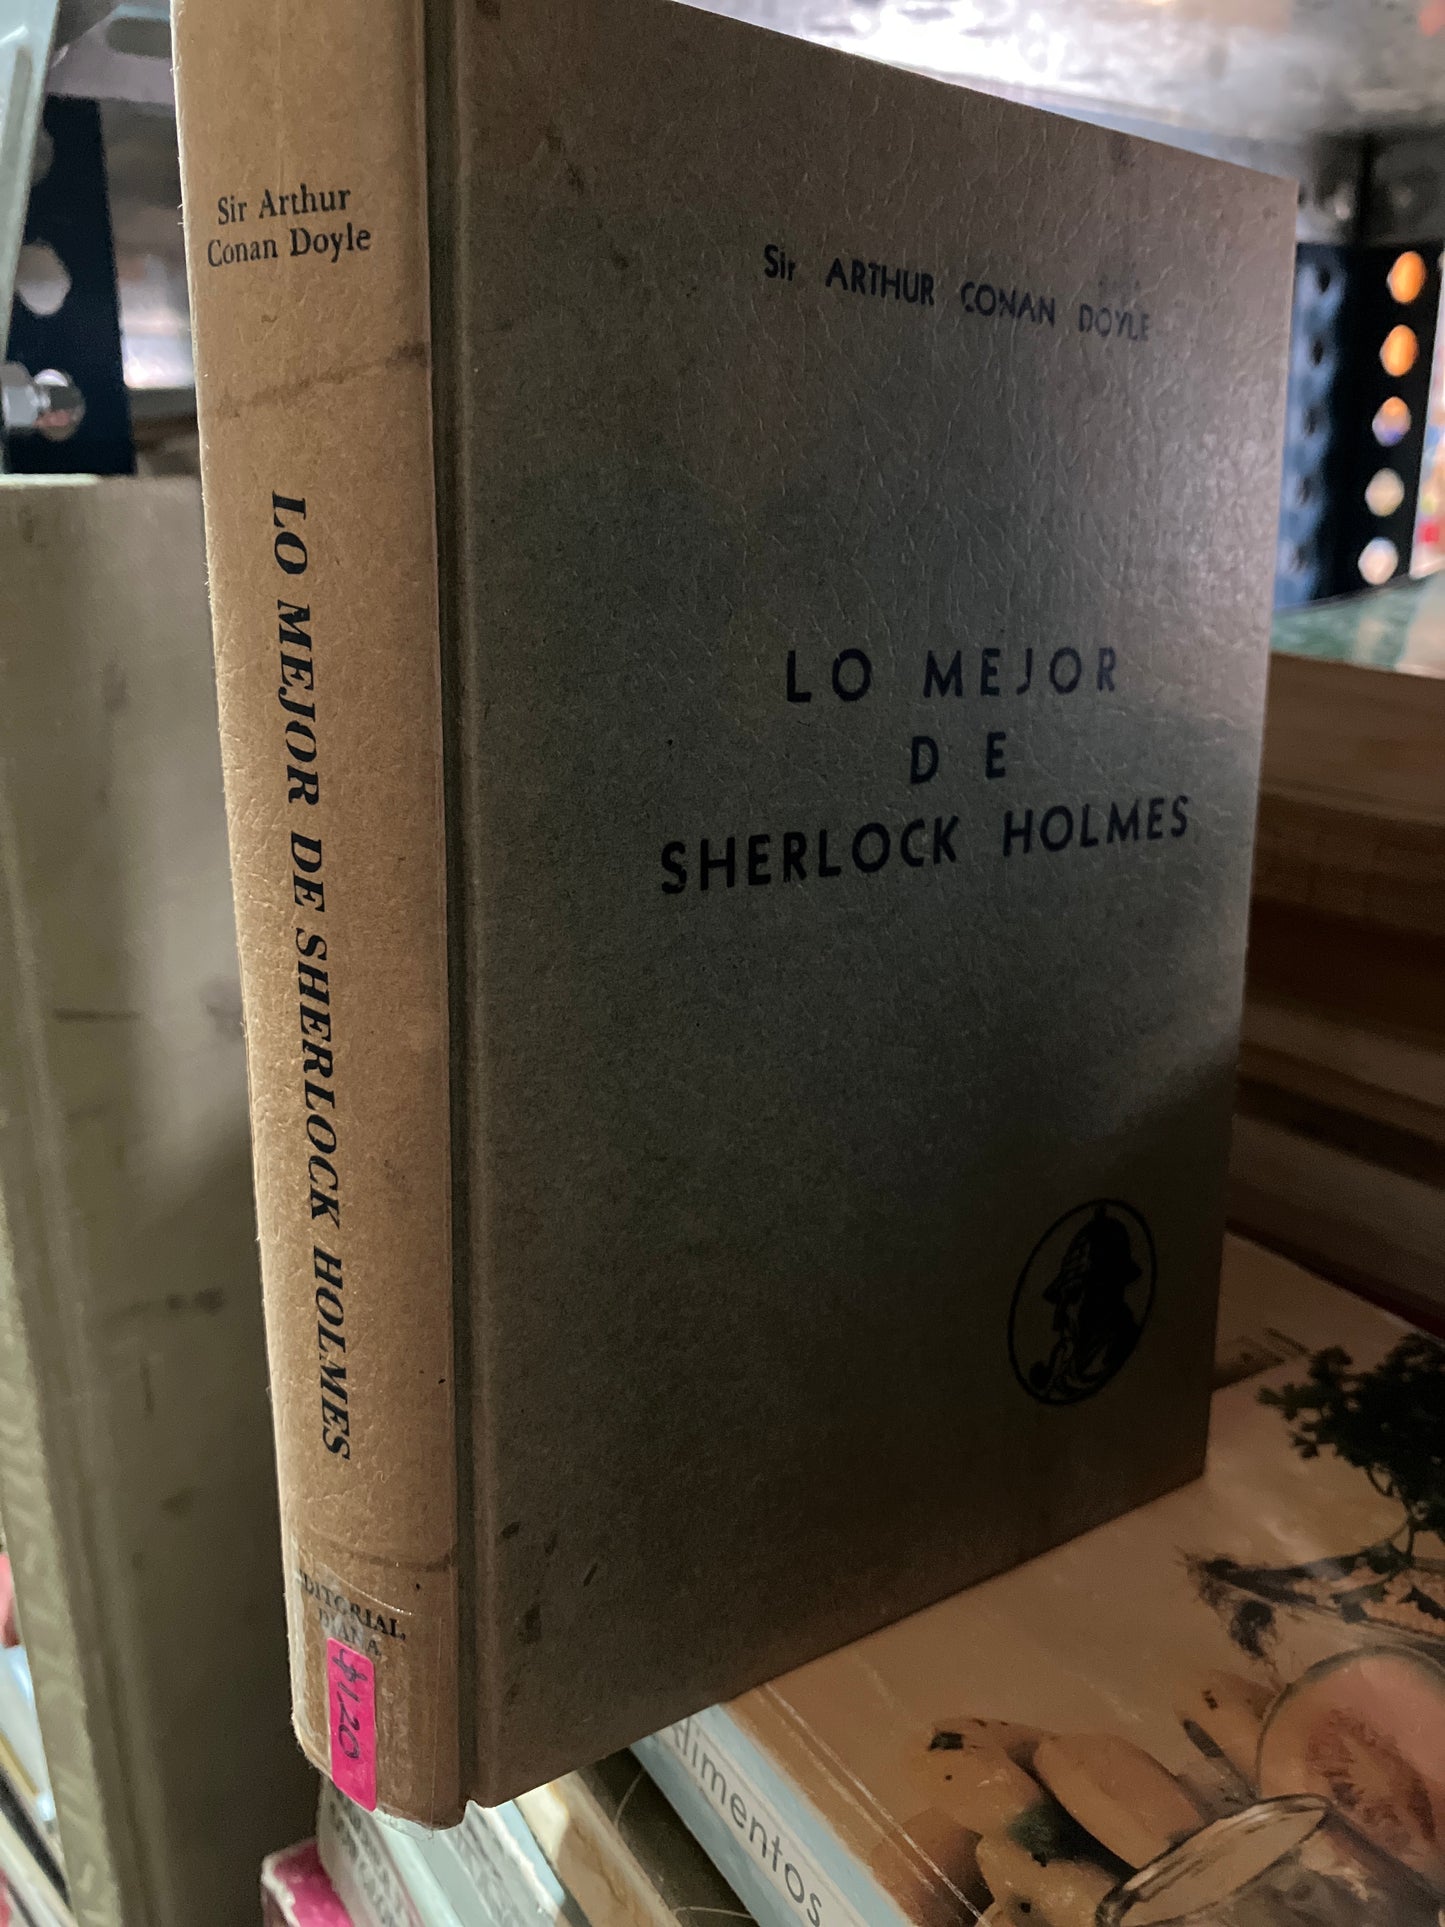 Sir Arthur
Conan Doyle
LO MEJOR DE SHERLOCK HOLMES
EDITORIAL
DIANA
$120
Sir ARTHUR CONAN DOYLE
LO MEJOR
DE
SHERLOCK HOLMES
Alimentos